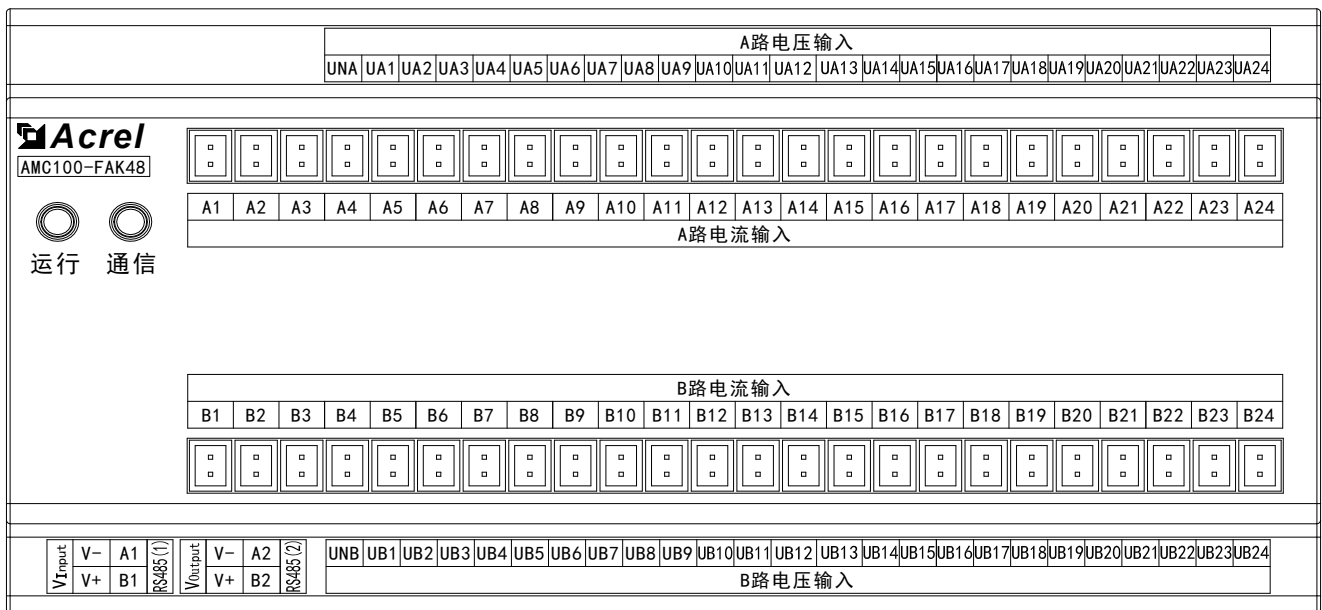 A路电压输入
UNA UA1 UA2 UA3 UA4 UA5 UA6 UA7 UA8 UA9 UA10 UA11 UA12 UA13 UA14 UA15 UA16 UA17 UA18 UA19 UA20 UA21 UA22 UA23 UA24
Acrel
AMC100-FAK48
A1 A2 A3 A4 A5 A6 A7 A8 A9 A10 A11 A12 A13 A14 A15 A16 A17 A18 A19 A20 A21 A22 A23 A24
A路电流输入
运行 通信
B路电流输入
B1 B2 B3 B4 B5 B6 B7 B8 B9 B10 B11 B12 B13 B14 B15 B16 B17 B18 B19 B20 B21 B22 B23 B24
VInput V- A1 RS485(1) VOutput V- A2 RS485(2) UNB UB1 UB2 UB3 UB4 UB5 UB6 UB7 UB8 UB9 UB10 UB11 UB12 UB13 UB14 UB15 UB16 UB17 UB18 UB19 UB20 UB21 UB22 UB23 UB24
V+ B1 V+ B2 B路电压输入